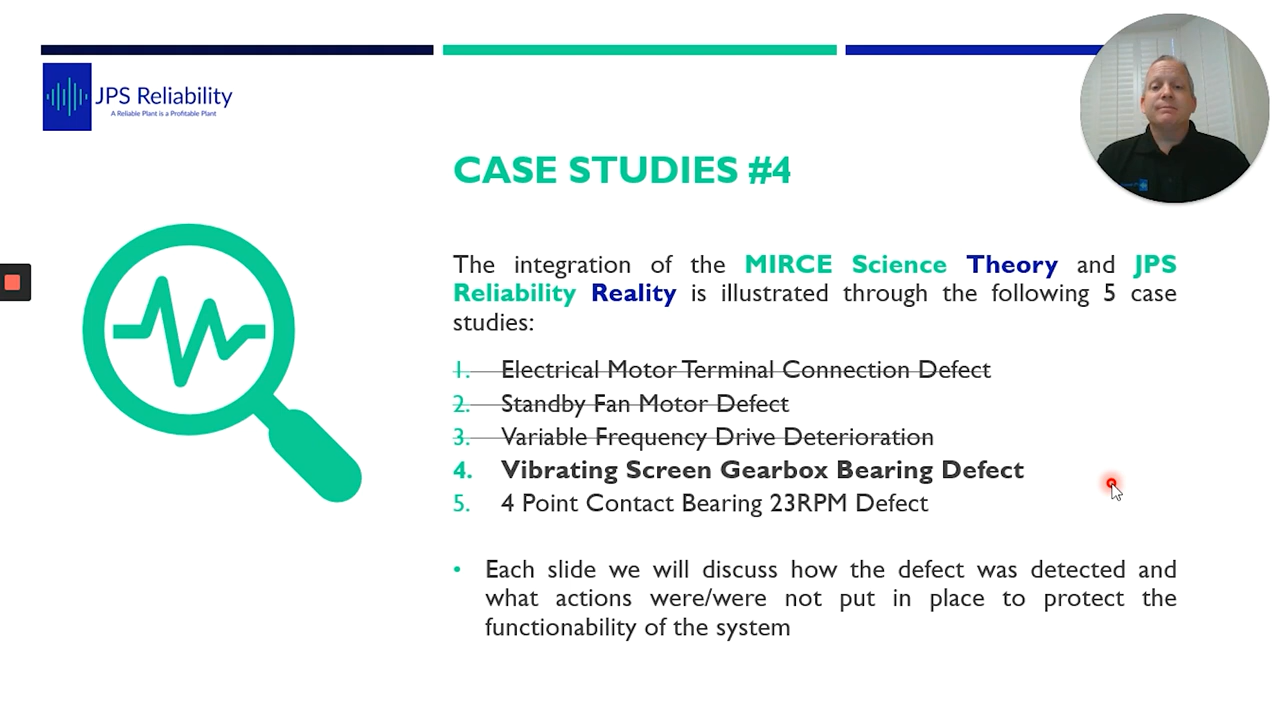 JPS Reliability
A Reliable Plant is a Profitable Plant
CASE STUDIES #4
The integration of the MIRCE Science Theory and JPS
Reliability Reality is illustrated through the following 5 case
studies:
1. Electrical Motor Terminal Connection Defect
2. Standby Fan Motor Defect
3. Variable Frequency Drive Deterioration
4. Vibrating Screen Gearbox Bearing Defect
5. 4 Point Contact Bearing 23RPM Defect
• Each slide we will discuss how the defect was detected and
what actions were/were not put in place to protect the
functionability of the system